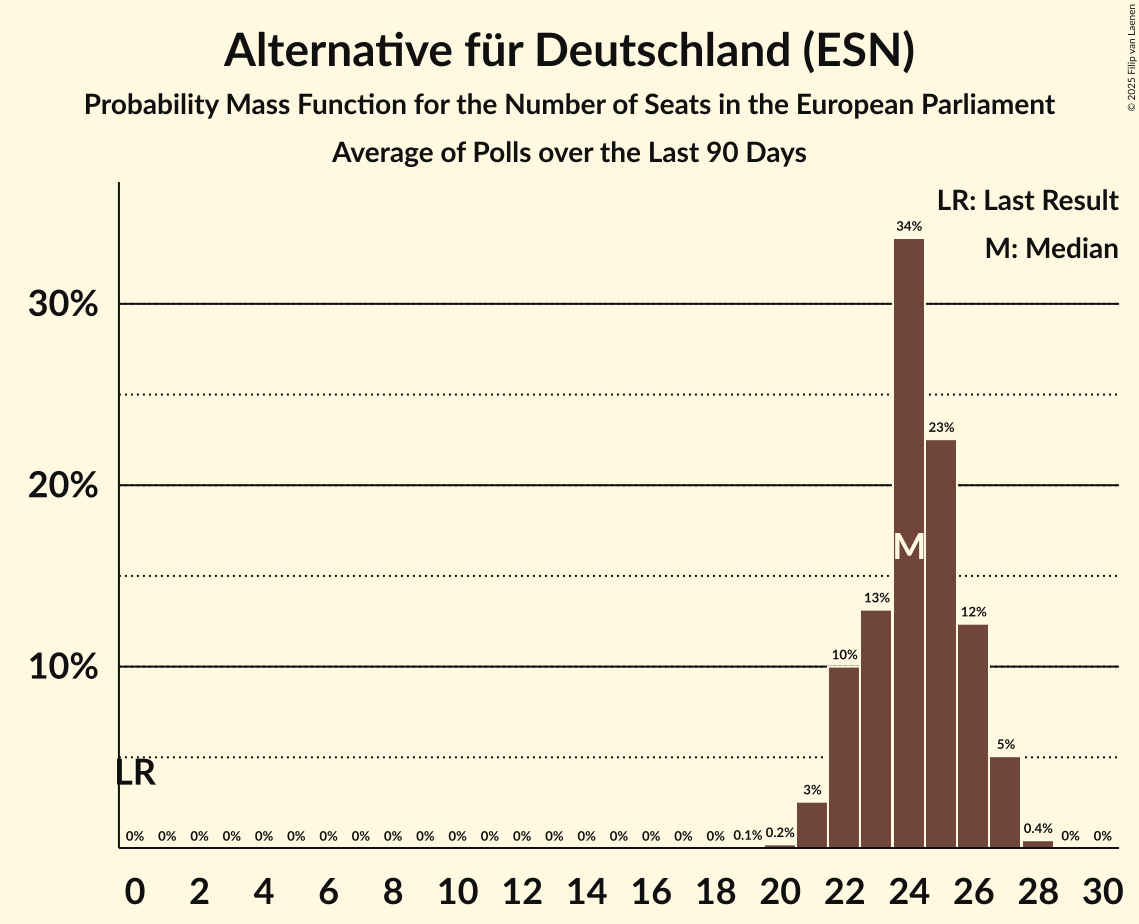 Alternative für Deutschland (ESN)
Probability Mass Function for the Number of Seats in the European Parliament
Average of Polls over the Last 90 Days
© 2025 Filip van Laenen
LR: Last Result
M: Median
34%
30%
23%
20%
M
13%
12%
10%
10%
5%
LR
3%
0% 0% 0% 0% 0% 0% 0% 0% 0% 0% 0% 0% 0% 0% 0% 0% 0% 0% 0% 0.1% 0.2% 0.4% 0% 0%
0 2 4 6 8 10 12 14 16 18 20 22 24 26 28 30